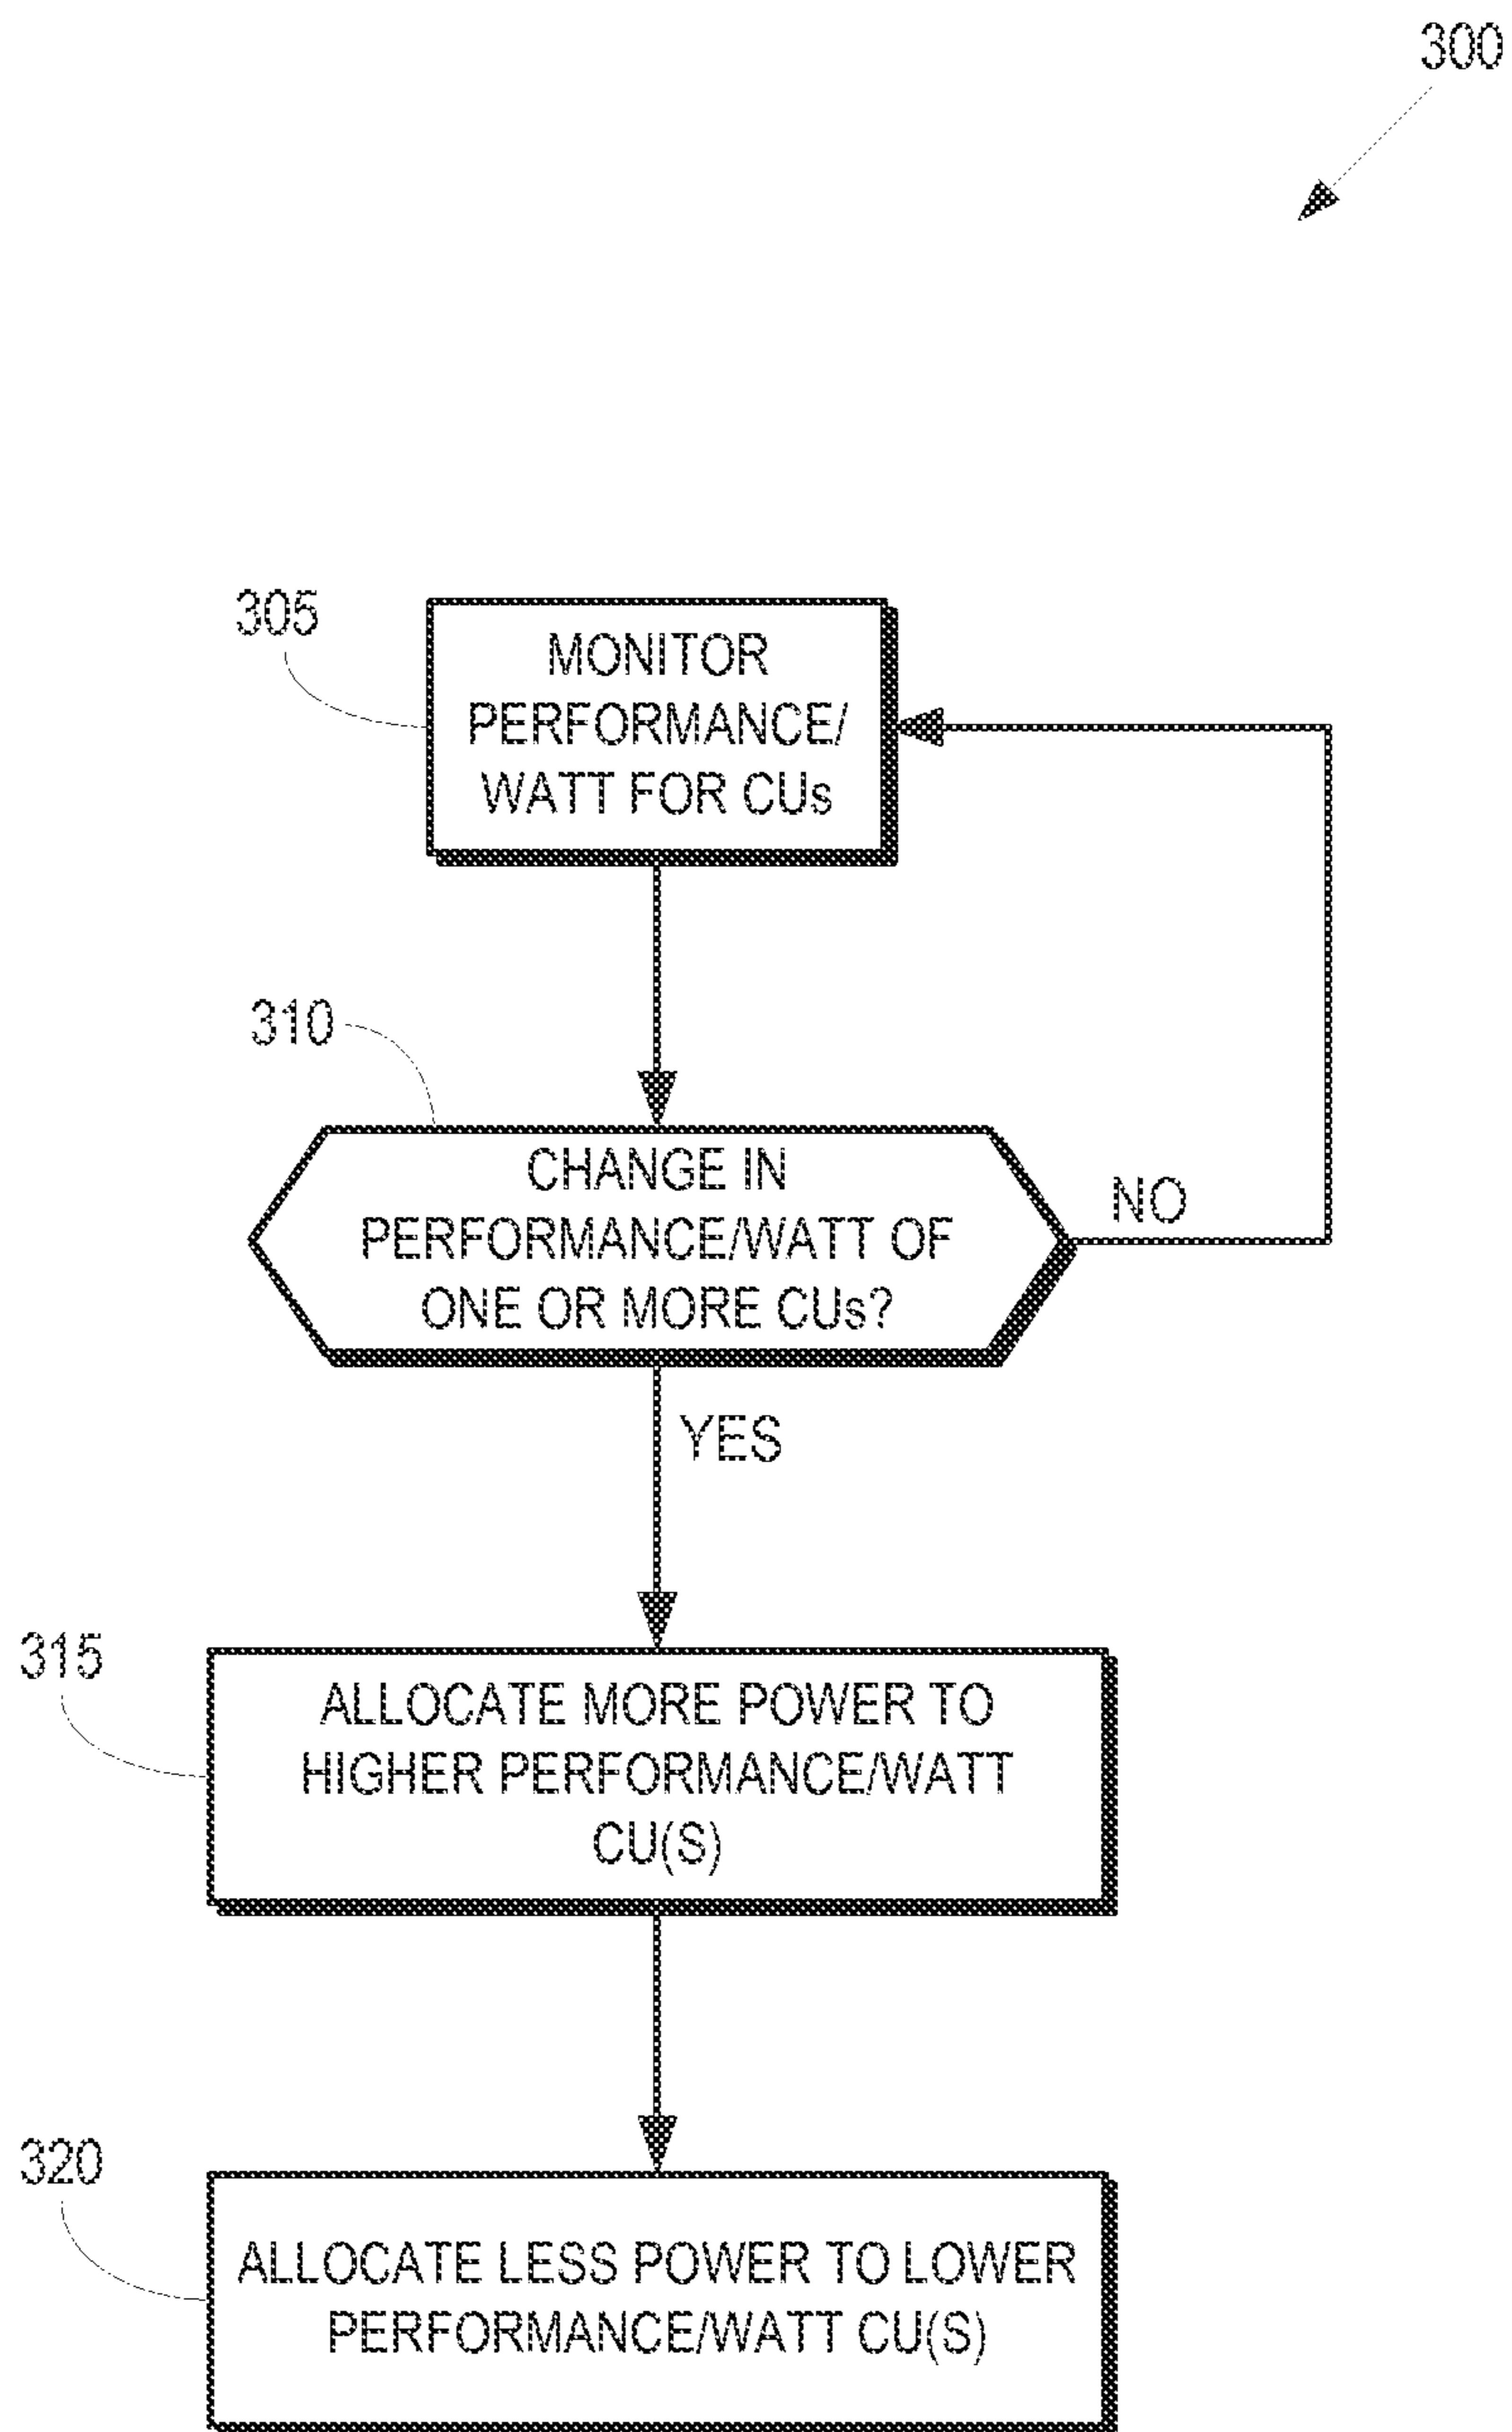 300
305
MONITOR
PERFORMANCE/
WATT FOR CUs
310
CHANGE IN
PERFORMANCE/WATT OF
ONE OR MORE CUs?
NO
YES
315
ALLOCATE MORE POWER TO
HIGHER PERFORMANCE/WATT
CU(S)
320
ALLOCATE LESS POWER TO LOWER
PERFORMANCE/WATT CU(S)